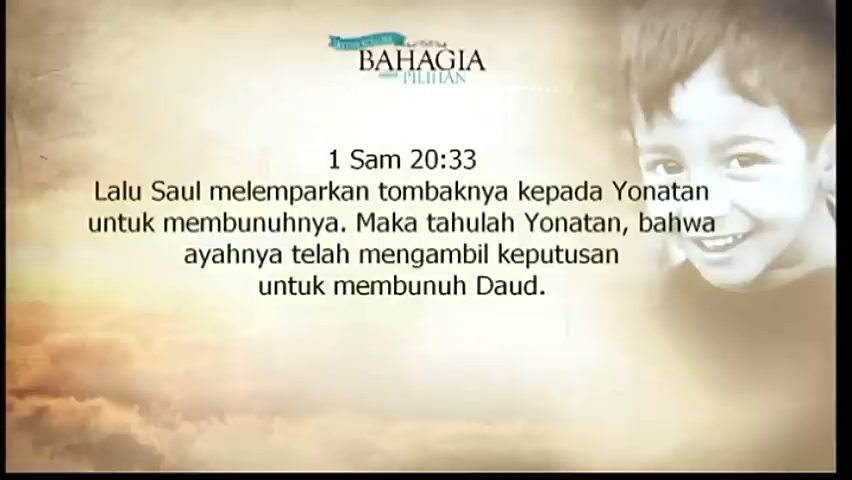 BAHAGIA
PILIHAN
1 Sam 20:33
Lalu Saul melemparkan tombaknya kepada Yonatan
untuk membunuhnya. Maka tahulah Yonatan, bahwa
ayahnya telah mengambil keputusan
untuk membunuh Daud.